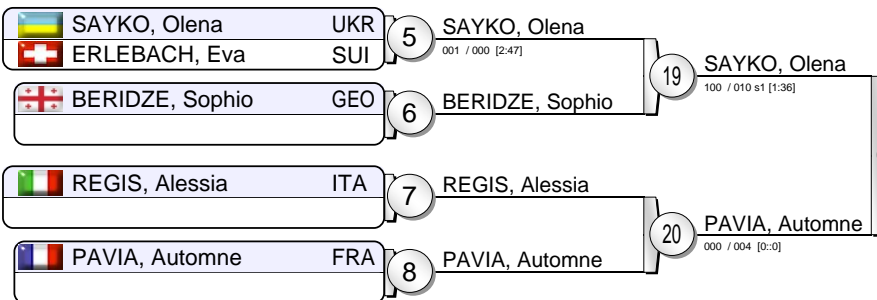 SAYKO, Olena UKR
ERLEBACH, Eva SUI
5
SAYKO, Olena
001 / 000 [2:47]
BERIDZE, Sophio GEO
6
BERIDZE, Sophio
19
SAYKO, Olena
100 / 010 s1 [1:36]
REGIS, Alessia ITA
7
REGIS, Alessia
PAVIA, Automne FRA
8
PAVIA, Automne
20
PAVIA, Automne
000 / 004 [0::0]